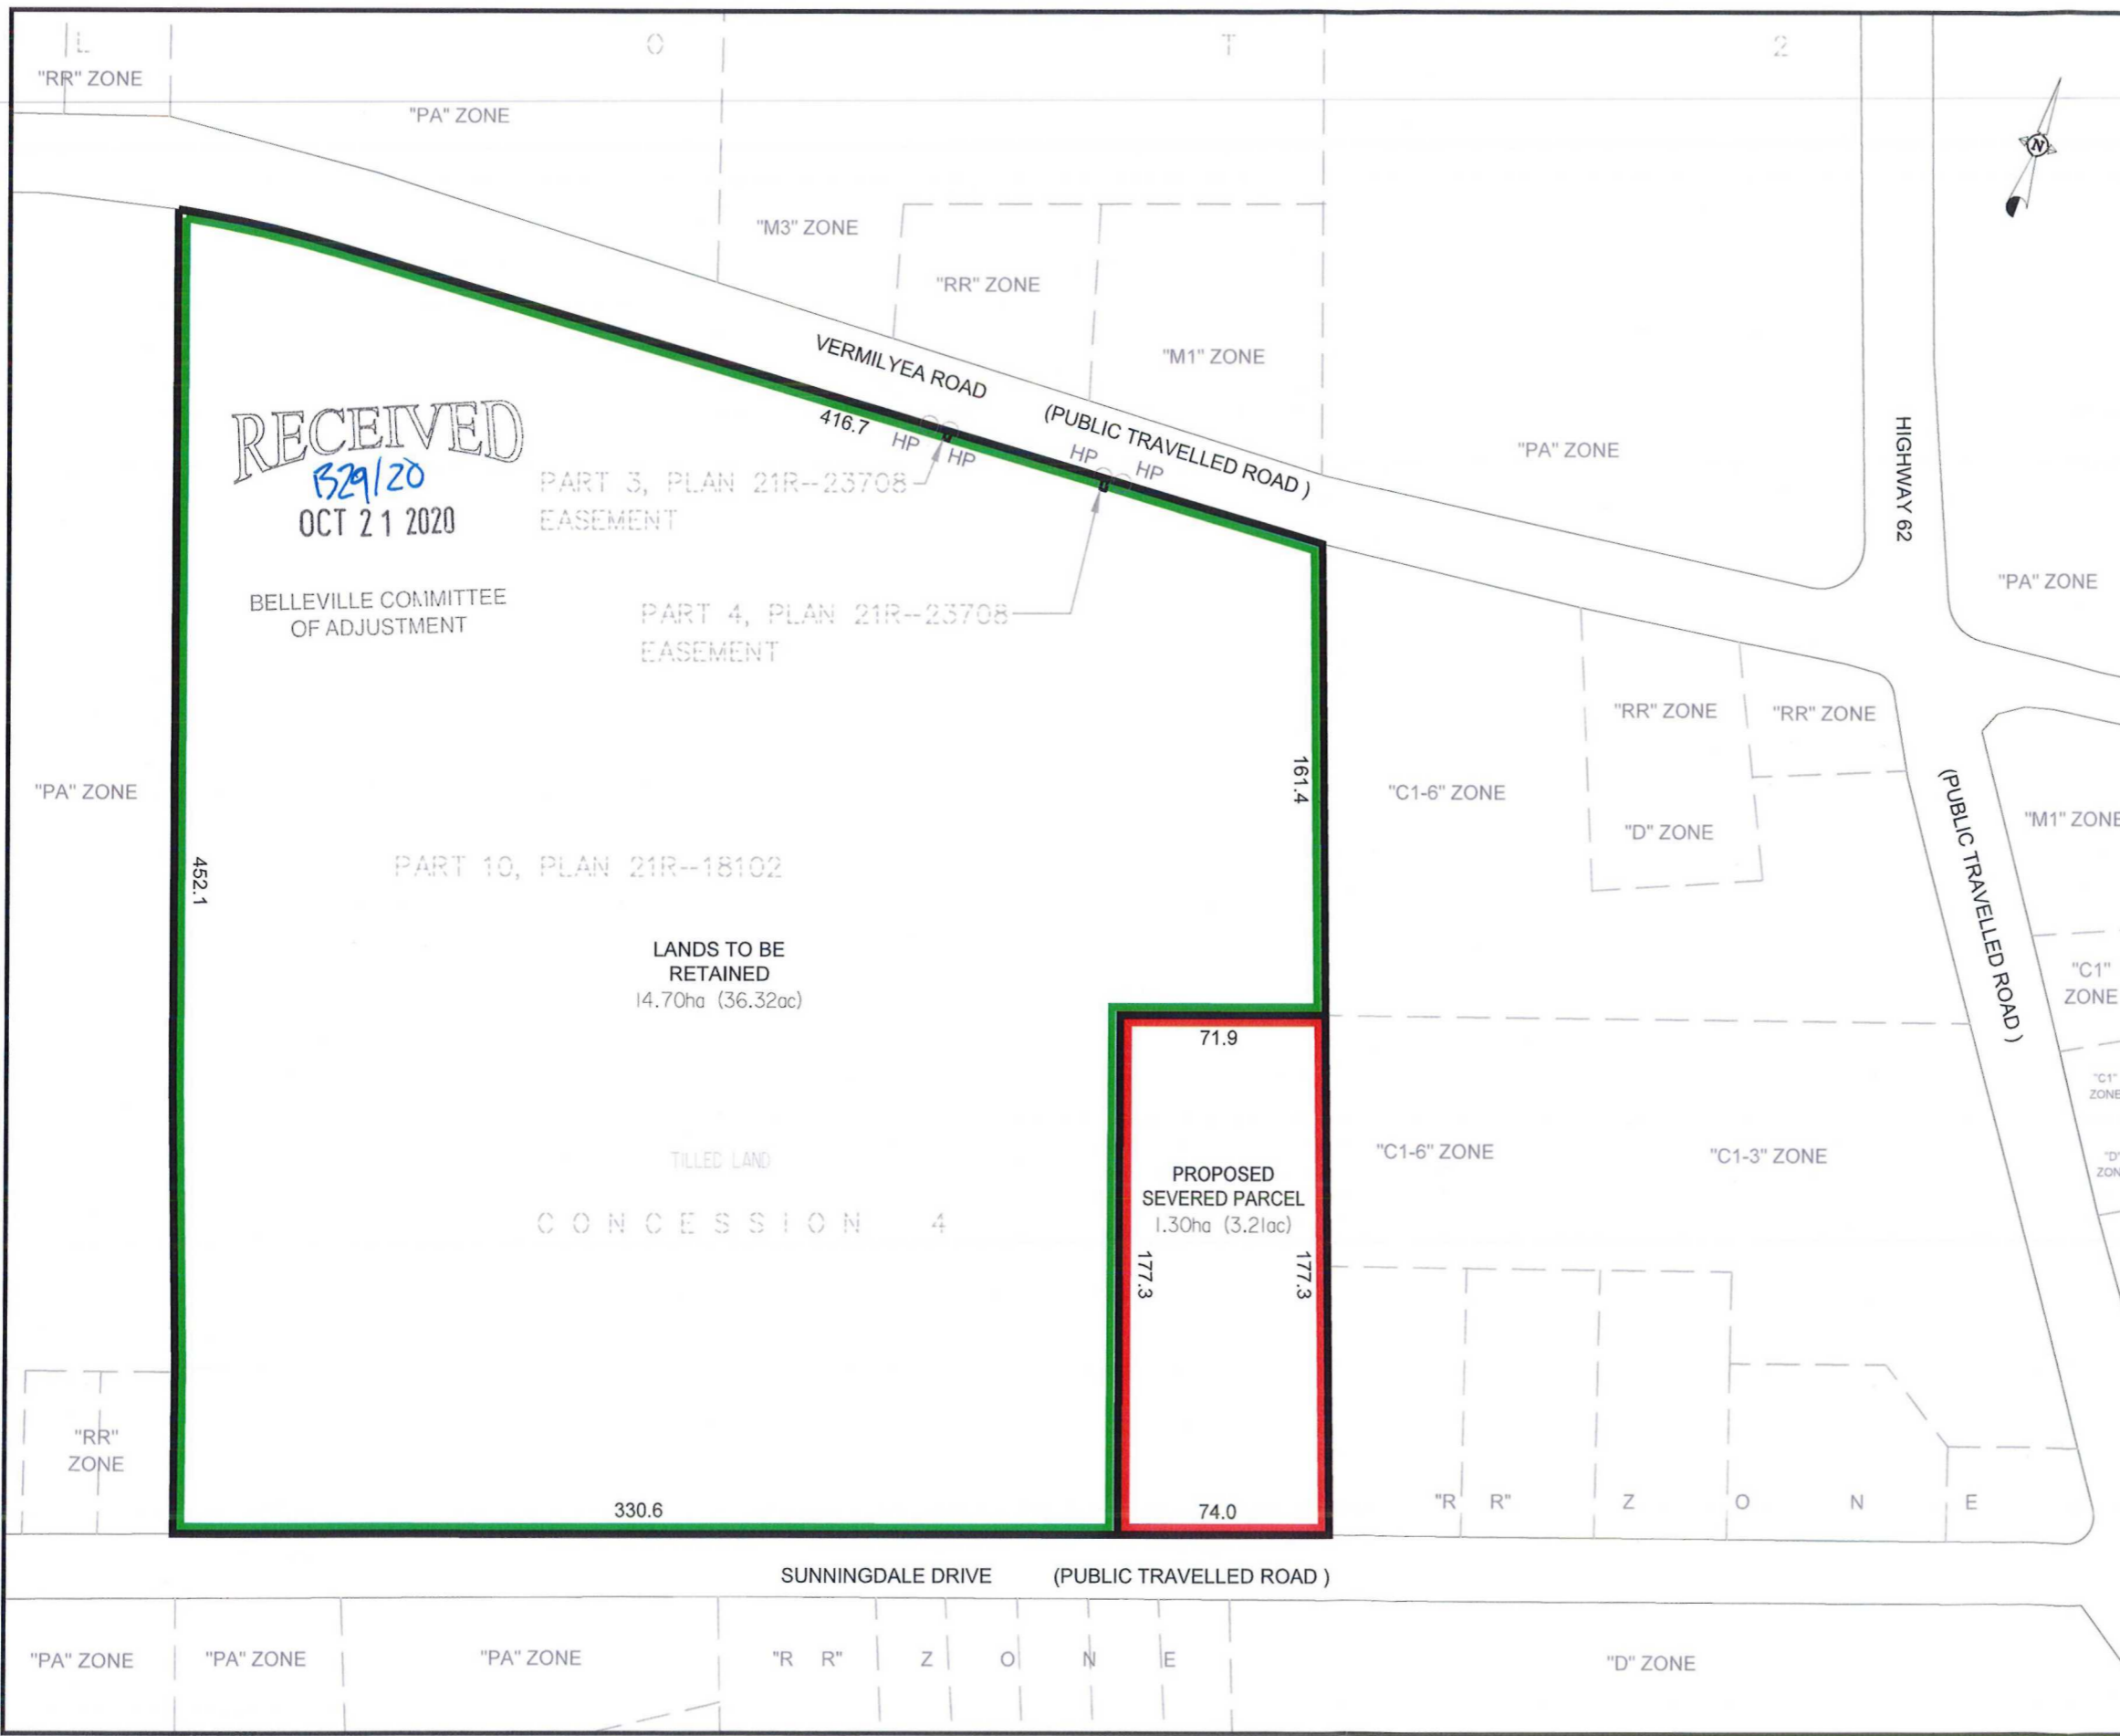 L O T 2
"RR" ZONE
"PA" ZONE
N
"M3" ZONE
"RR" ZONE
"M1" ZONE
VERMILYEA ROAD (PUBLIC TRAVELLED ROAD )
416.7
HP
HP
HP
HP
"PA" ZONE
HIGHWAY 62
"PA" ZONE
RECEIVED
B29/20
OCT 21 2020
BELLEVILLE COMMITTEE
OF ADJUSTMENT
PART 3, PLAN 21R--23708
EASEMENT
PART 4, PLAN 21R--23708
EASEMENT
"RR" ZONE
"RR" ZONE
161.4
"PA" ZONE
"C1-6" ZONE
"D" ZONE
(PUBLIC TRAVELLED ROAD )
"M1" ZONE
452.1
PART 10, PLAN 21R--18102
LANDS TO BE
RETAINED
14.70ha (36.32ac)
"C1"
ZONE
71.9
"C1"
ZONE
TILLED LAND
CONCESSION 4
PROPOSED
SEVERED PARCEL
1.30ha (3.21ac)
177.3
177.3
"C1-6" ZONE
"C1-3" ZONE
"D"
ZON
"RR"
ZONE
330.6
74.0
"R R" Z O N E
SUNNINGDALE DRIVE (PUBLIC TRAVELLED ROAD )
"PA" ZONE
"PA" ZONE
"PA" ZONE
"R R" Z O N E
"D" ZONE